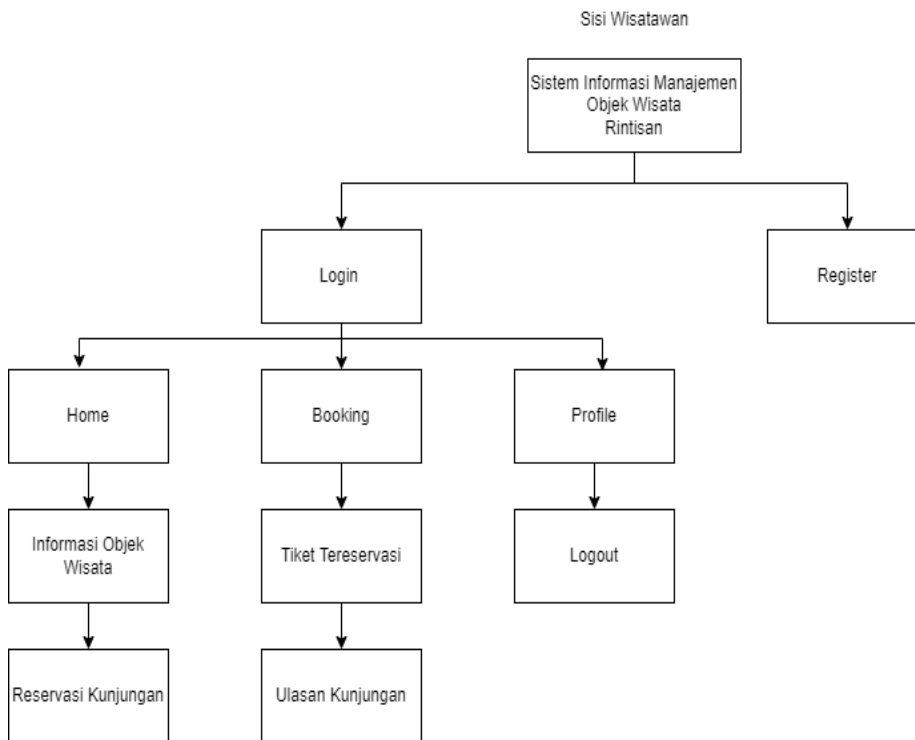 Sisi Wisatawan
Sistem Informasi Manajemen
Objek Wisata
Rintisan
Login
Register
Home
Booking
Profile
Informasi Objek
Wisata
Tiket Tereservasi
Logout
Reservasi Kunjungan
Ulasan Kunjungan